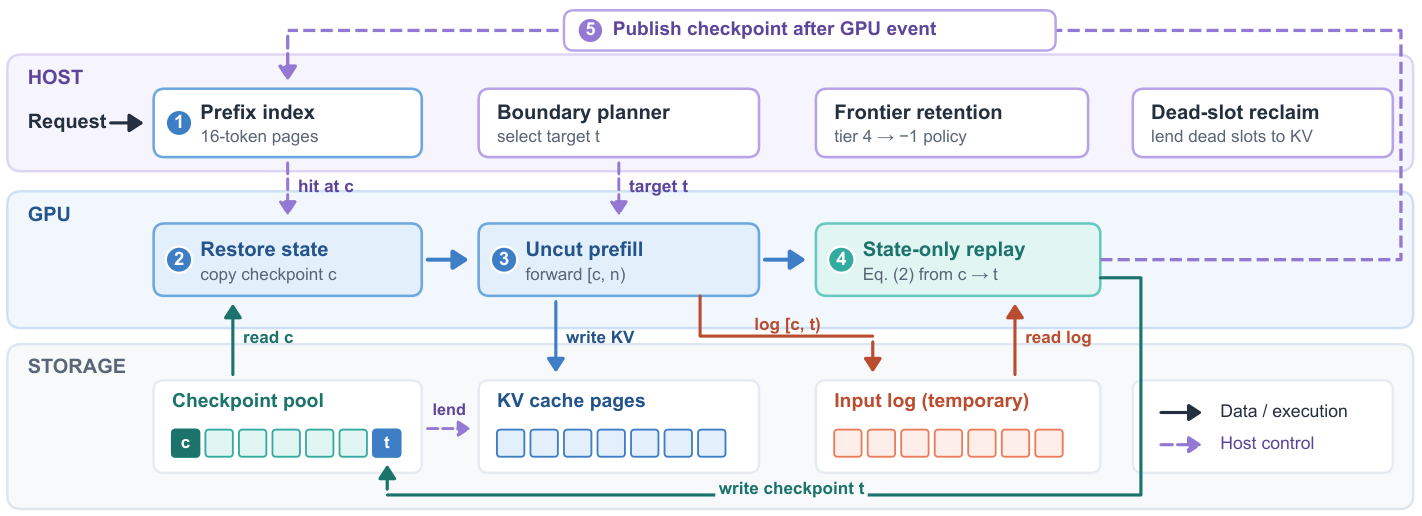 5 Publish checkpoint after GPU event
HOST
Request
1 Prefix index
16-token pages
Boundary planner
select target t
Frontier retention
tier 4 → −1 policy
Dead-slot reclaim
lend dead slots to KV
hit at c
target t
GPU
2 Restore state
copy checkpoint c
3 Uncut prefill
forward [c, n)
4 State-only replay
Eq. (2) from c → t
read c
write KV
log [c, t)
read log
STORAGE
Checkpoint pool
c
t
lend
KV cache pages
Input log (temporary)
Data / execution
Host control
write checkpoint t